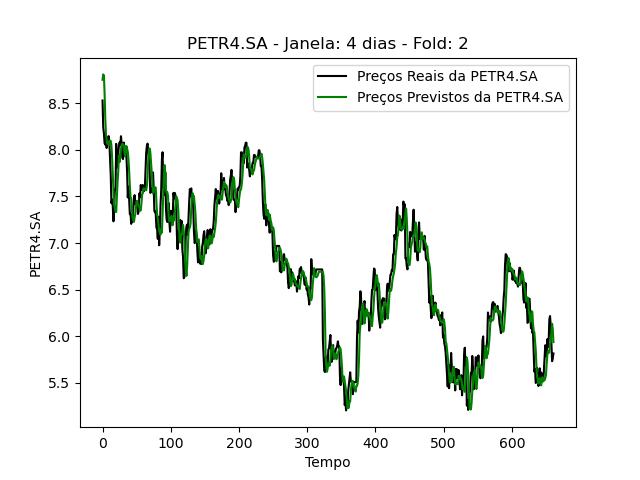 PETR4.SA - Janela: 4 dias - Fold: 2
Preços Reais da PETR4.SA
Preços Previstos da PETR4.SA
PETR4.SA
8.5
8.0
7.5
7.0
6.5
6.0
5.5
0 100 200 300 400 500 600
Tempo